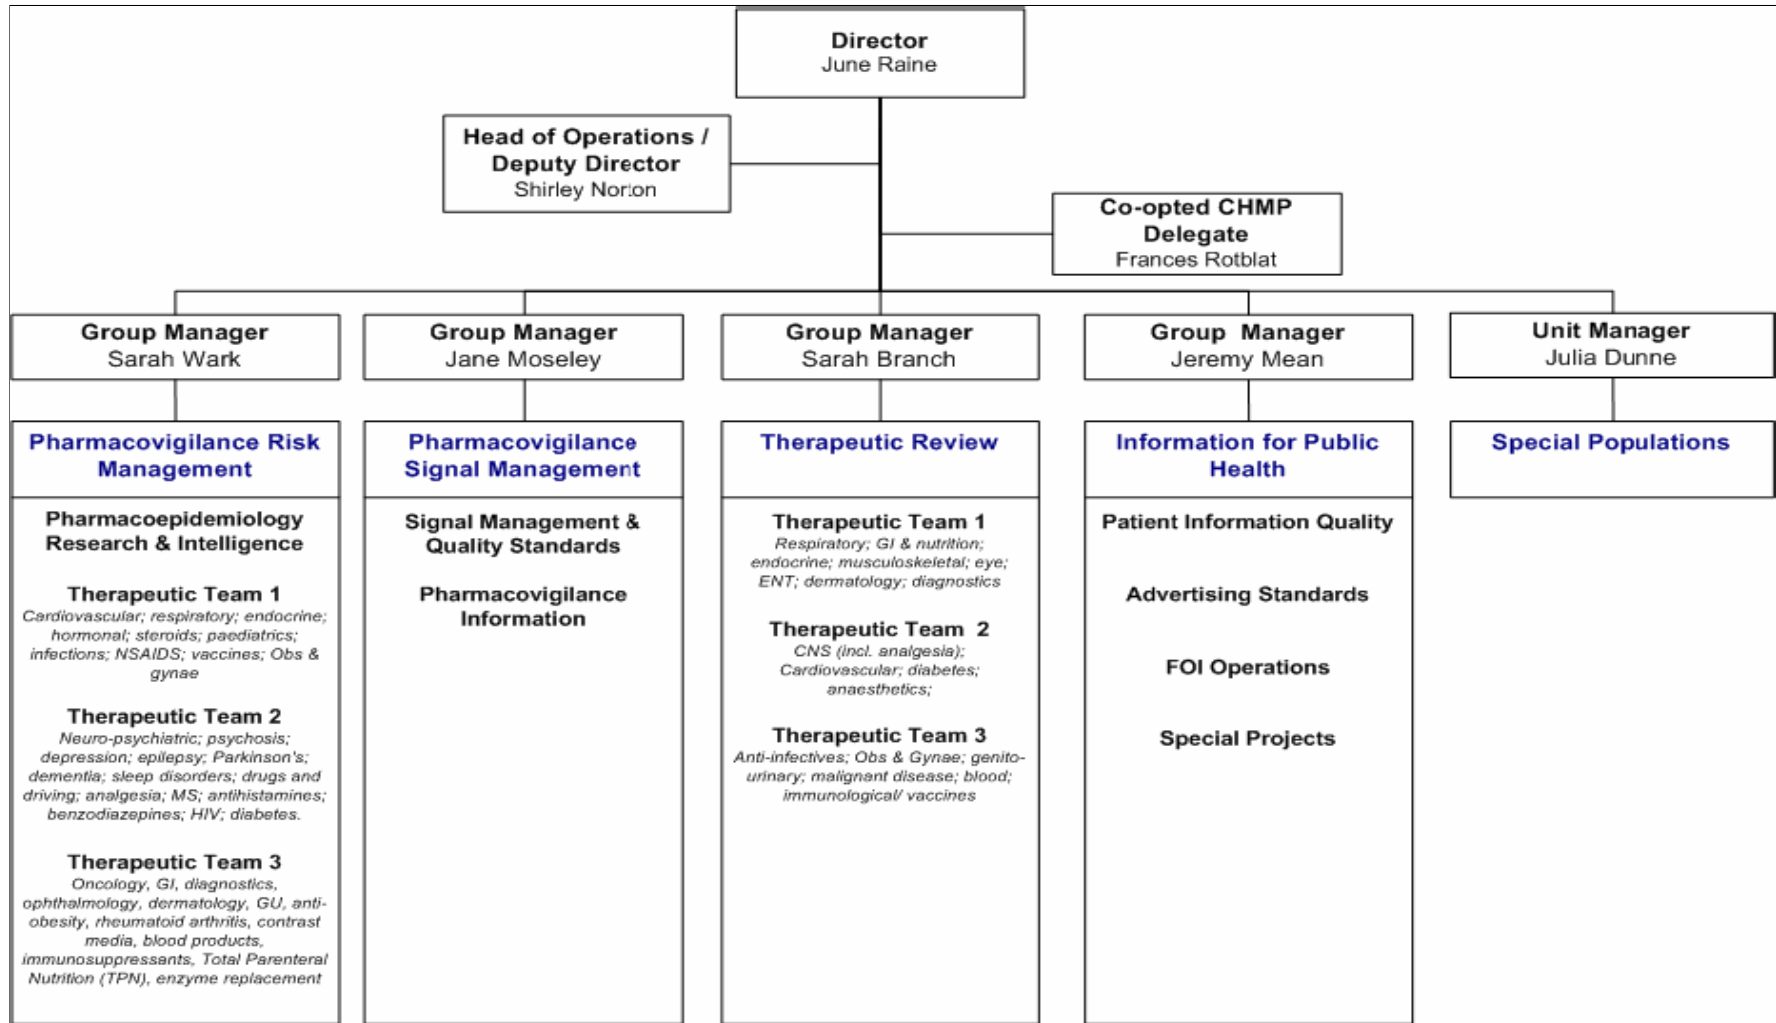 Director
June Raine
Head of Operations /
Deputy Director
Shirley Norton
Co-opted CHMP
Delegate
Frances Rotblat
Group Manager
Sarah Wark
Group Manager
Jane Moseley
Group Manager
Sarah Branch
Group Manager
Jeremy Mean
Unit Manager
Julia Dunne
Pharmacovigilance Risk
Management
Pharmacoepidemiology
Research & Intelligence
Therapeutic Team 1
Cardiovascular; respiratory; endocrine;
hormonal; steroids; paediatrics;
infections; NSAIDS; vaccines; Obs &
gynae
Therapeutic Team 2
Neuro-psychiatric; psychosis;
depression; epilepsy; Parkinson's;
dementia; sleep disorders; drugs and
driving; analgesia; MS; antihistamines;
benzodiazepines; HIV; diabetes.
Therapeutic Team 3
Oncology, GI, diagnostics,
ophthalmology, dermatology, GU, anti-
obesity, rheumatoid arthritis, contrast
media, blood products,
immunosuppressants, Total Parenteral
Nutrition (TPN), enzyme replacement
Pharmacovigilance
Signal Management
Signal Management &
Quality Standards
Pharmacovigilance
Information
Therapeutic Review
Therapeutic Team 1
Respiratory; GI & nutrition;
endocrine; musculoskeletal; eye;
ENT; dermatology; diagnostics
Therapeutic Team 2
CNS (incl. analgesia);
Cardiovascular; diabetes;
anaesthetics;
Therapeutic Team 3
Anti-infectives; Obs & Gynae; genito-
urinary; malignant disease; blood;
immunological/ vaccines
Information for Public
Health
Patient Information Quality
Advertising Standards
FOI Operations
Special Projects
Special Populations